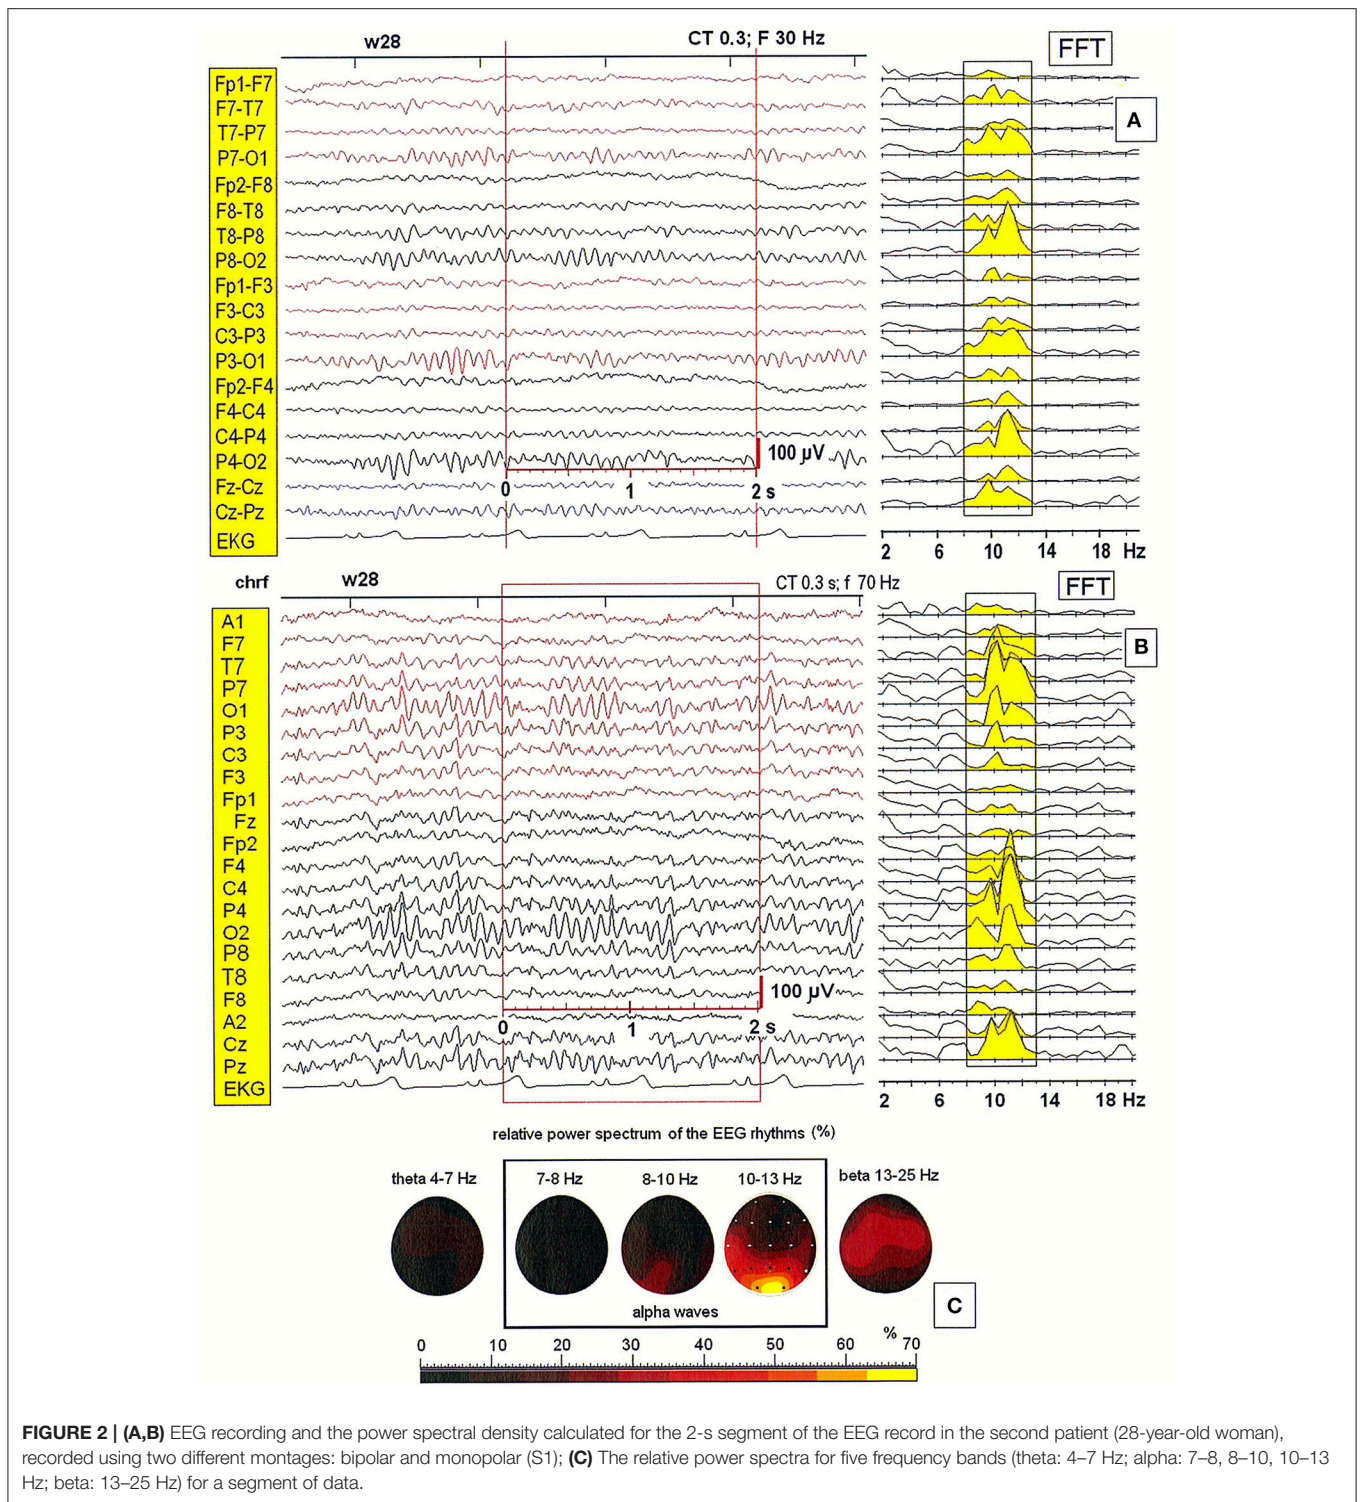 w28
CT 0.3; F 30 Hz
FFT
A
Fp1-F7
F7-T7
T7-P7
P7-O1
Fp2-F8
F8-T8
T8-P8
P8-O2
Fp1-F3
F3-C3
C3-P3
P3-O1
Fp2-F4
F4-C4
C4-P4
P4-O2
Fz-Cz
Cz-Pz
EKG
100 µV
0 1 2 s
2 6 10 14 18 Hz
chrf
w28
CT 0.3 s; f 70 Hz
FFT
B
A1
F7
T7
P7
O1
P3
C3
F3
Fp1
Fz
Fp2
F4
C4
P4
O2
P8
T8
F8
A2
Cz
Pz
EKG
100 µV
0 1 2 s
2 6 10 14 18 Hz
relative power spectrum of the EEG rhythms (%)
theta 4-7 Hz 7-8 Hz 8-10 Hz 10-13 Hz beta 13-25 Hz
alpha waves
C
0 10 20 30 40 50 60 % 70
FIGURE 2 | (A,B) EEG recording and the power spectral density calculated for the 2-s segment of the EEG record in the second patient (28-year-old woman),
recorded using two different montages: bipolar and monopolar (S1); (C) The relative power spectra for five frequency bands (theta: 4–7 Hz; alpha: 7–8, 8–10, 10–13
Hz; beta: 13–25 Hz) for a segment of data.